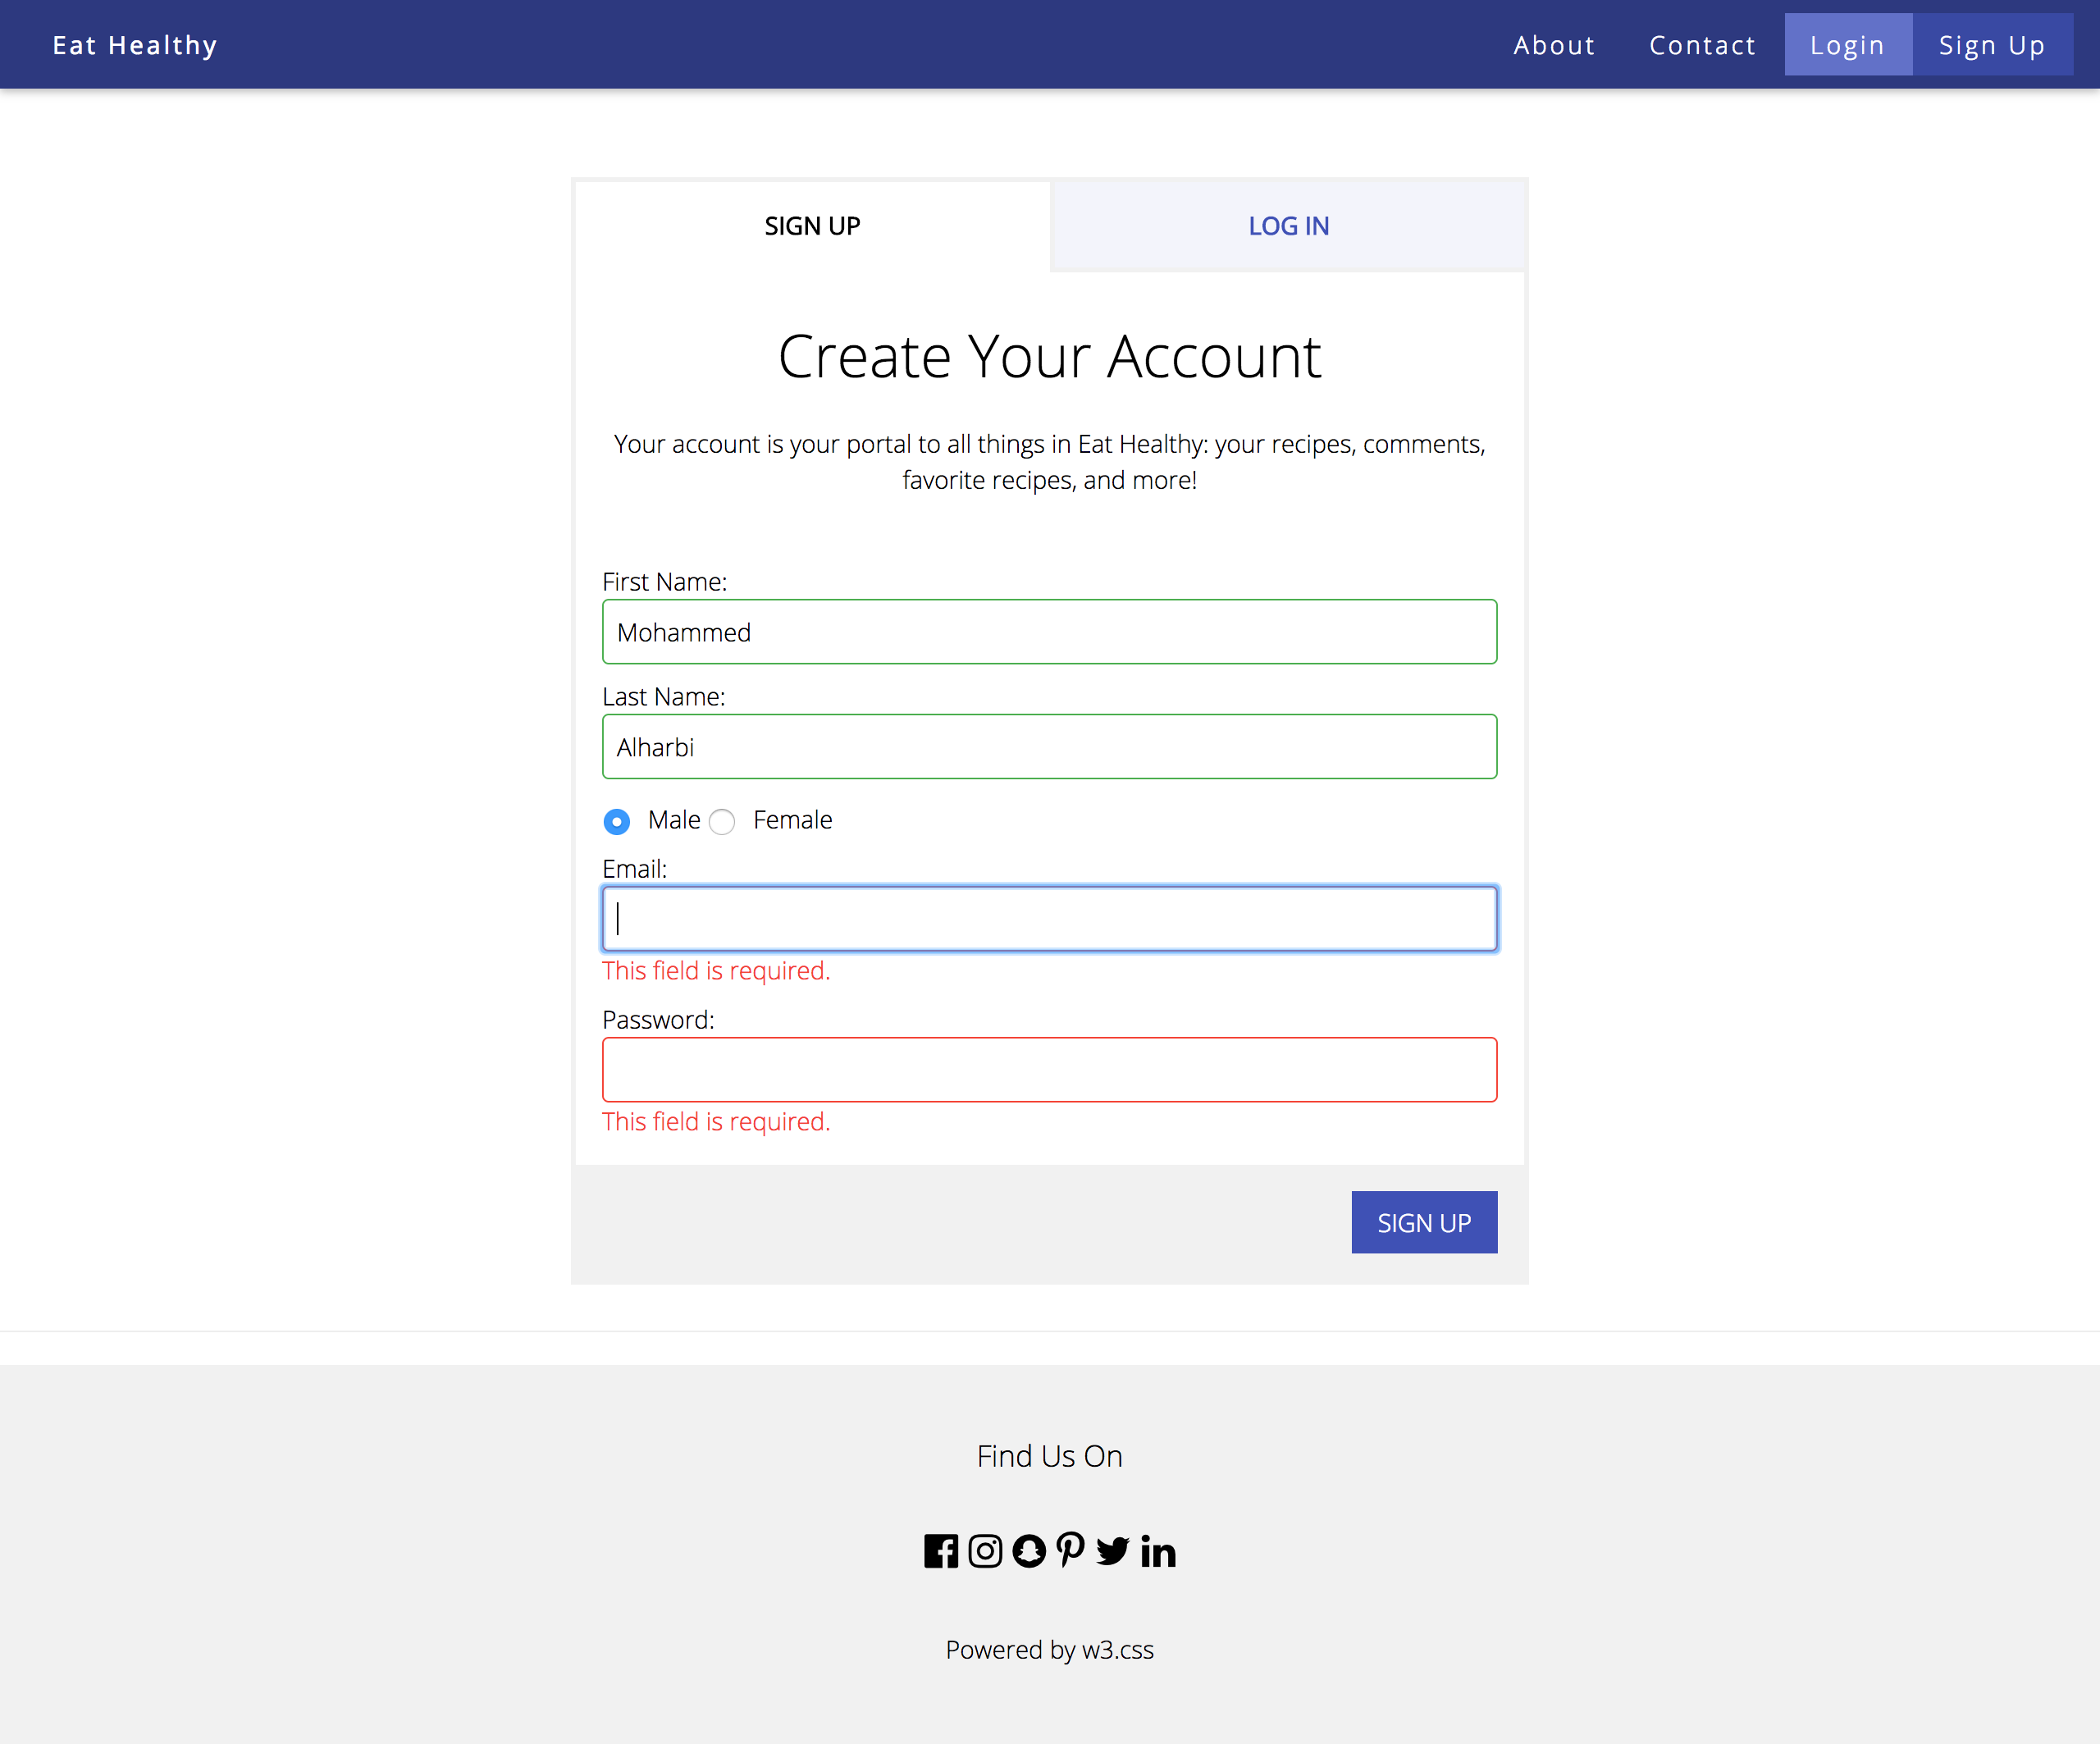 Eat Healthy
About Contact Login Sign Up
SIGN UP LOG IN
Create Your Account
Your account is your portal to all things in Eat Healthy: your recipes, comments,
favorite recipes, and more!
First Name:
Mohammed
Last Name:
Alharbi
Male Female
Email:
This field is required.
Password:
This field is required.
SIGN UP
Find Us On
Powered by w3.css